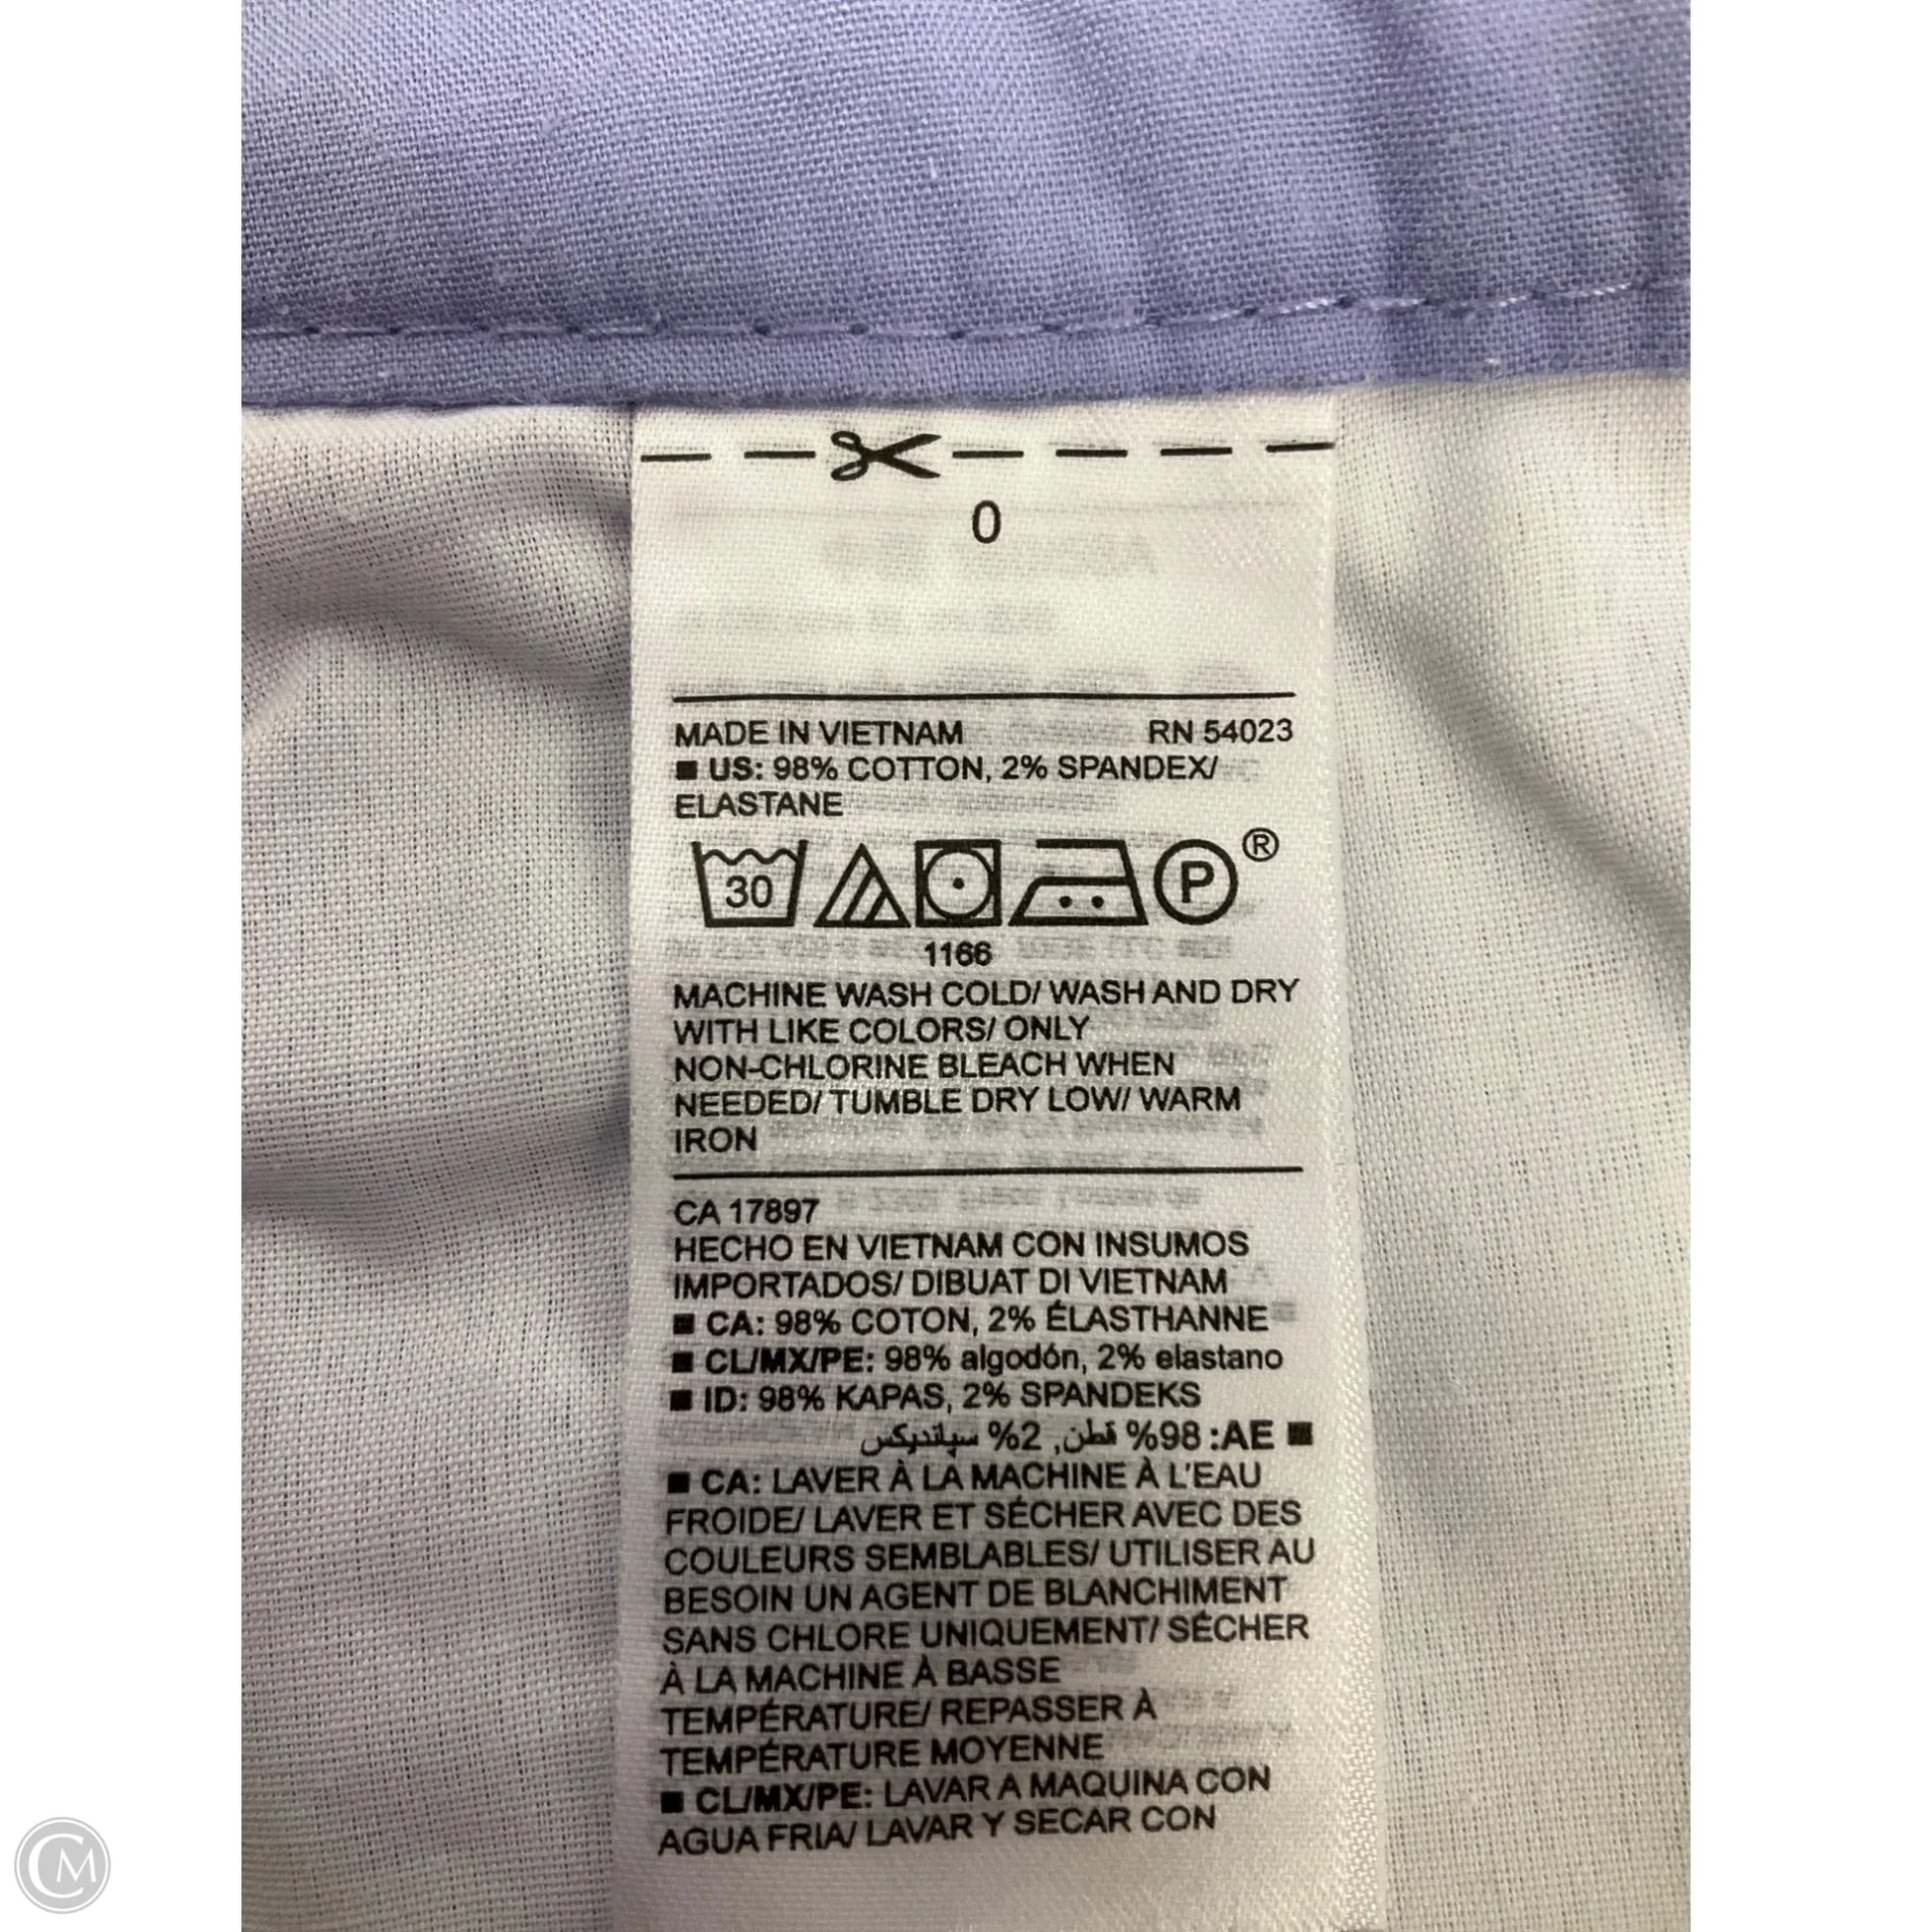 0
MADE IN VIETNAM RN 54023
■ US: 98% COTTON, 2% SPANDEX/
ELASTANE
30 P ®
1166
MACHINE WASH COLD/ WASH AND DRY
WITH LIKE COLORS/ ONLY
NON-CHLORINE BLEACH WHEN
NEEDED/ TUMBLE DRY LOW/ WARM
IRON
CA 17897
HECHO EN VIETNAM CON INSUMOS
IMPORTADOS/ DIBUAT DI VIETNAM
■ CA: 98% COTON, 2% ÉLASTHANNE
■ CL/MX/PE: 98% algodón, 2% elastano
■ ID: 98% KAPAS, 2% SPANDEKS
■ AE: 98% قطن, 2% سپاندیکس
■ CA: LAVER À LA MACHINE À L'EAU
FROIDE/ LAVER ET SÉCHER AVEC DES
COULEURS SEMBLABLES/ UTILISER AU
BESOIN UN AGENT DE BLANCHIMENT
SANS CHLORE UNIQUEMENT/ SÉCHER
À LA MACHINE À BASSE
TEMPÉRATURE/ REPASSER À
TEMPÉRATURE MOYENNE
■ CL/MX/PE: LAVAR A MAQUINA CON
AGUA FRIA/ LAVAR Y SECAR CON
CM